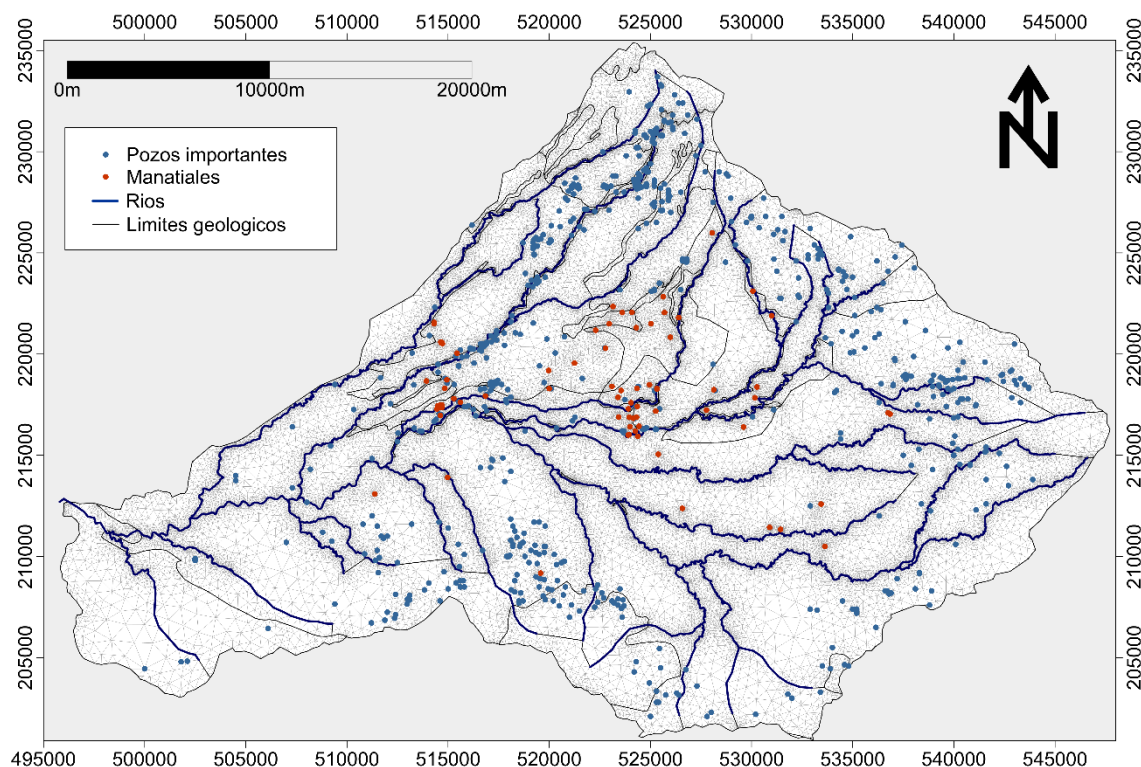 500000 505000 510000 515000 520000 525000 530000 535000 540000 545000
235000 235000
0m 10000m 20000m
N
Pozos importantes
Manatiales
Rios
Limites geologicos
230000 230000
225000 225000
220000 220000
215000 215000
210000 210000
205000 205000
495000 500000 505000 510000 515000 520000 525000 530000 535000 540000 545000